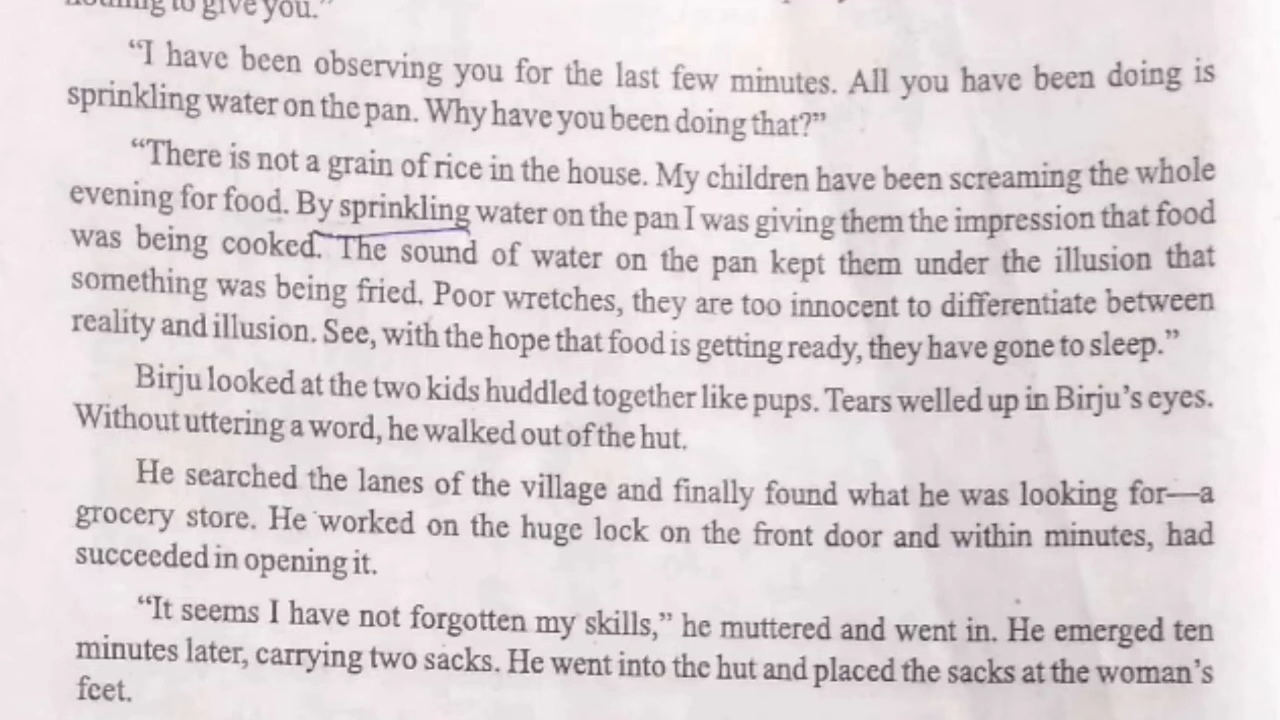 nothing to give you."
"I have been observing you for the last few minutes. All you have been doing is
sprinkling water on the pan. Why have you been doing that?"
"There is not a grain of rice in the house. My children have been screaming the whole
evening for food. By sprinkling water on the pan I was giving them the impression that food
was being cooked. The sound of water on the pan kept them under the illusion that
something was being fried. Poor wretches, they are too innocent to differentiate between
reality and illusion. See, with the hope that food is getting ready, they have gone to sleep."
Birju looked at the two kids huddled together like pups. Tears welled up in Birju's eyes.
Without uttering a word, he walked out of the hut.
He searched the lanes of the village and finally found what he was looking for—a
grocery store. He worked on the huge lock on the front door and within minutes, had
succeeded in opening it.
"It seems I have not forgotten my skills," he muttered and went in. He emerged ten
minutes later, carrying two sacks. He went into the hut and placed the sacks at the woman's
feet.